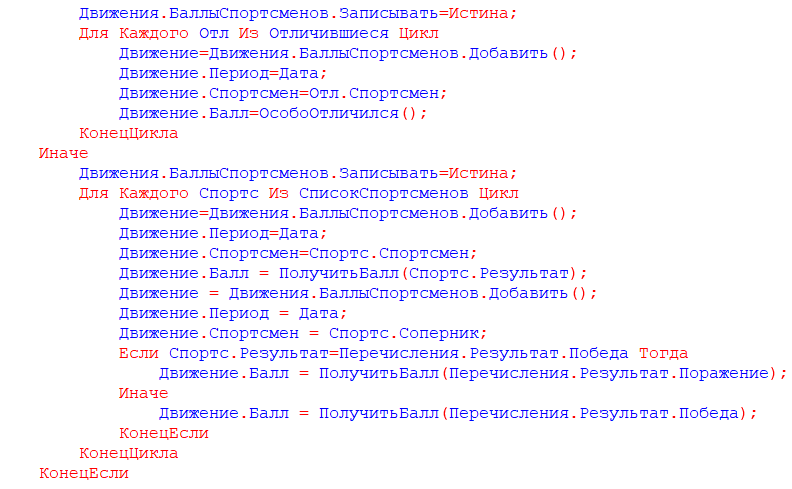 Движения.БаллыСпортсменов.Записывать=Истина;
Для Каждого Отл Из Отличившиеся Цикл
Движение=Движения.БаллыСпортсменов.Добавить();
Движение.Период=Дата;
Движение.Спортсмен=Отл.Спортсмен;
Движение.Балл=ОсобоОтличился();
КонецЦикла
Иначе
Движения.БаллыСпортсменов.Записывать=Истина;
Для Каждого Спортс Из СписокСпортсменов Цикл
Движение=Движения.БаллыСпортсменов.Добавить();
Движение.Период=Дата;
Движение.Спортсмен=Спортс.Спортсмен;
Движение.Балл = ПолучитьБалл(Спортс.Результат);
Движение = Движения.БаллыСпортсменов.Добавить();
Движение.Период = Дата;
Движение.Спортсмен = Спортс.Соперник;
Если Спортс.Результат=Перечисления.Результат.Победа Тогда
Движение.Балл = ПолучитьБалл(Перечисления.Результат.Поражение);
Иначе
Движение.Балл = ПолучитьБалл(Перечисления.Результат.Победа);
КонецЕсли
КонецЦикла
КонецЕсли